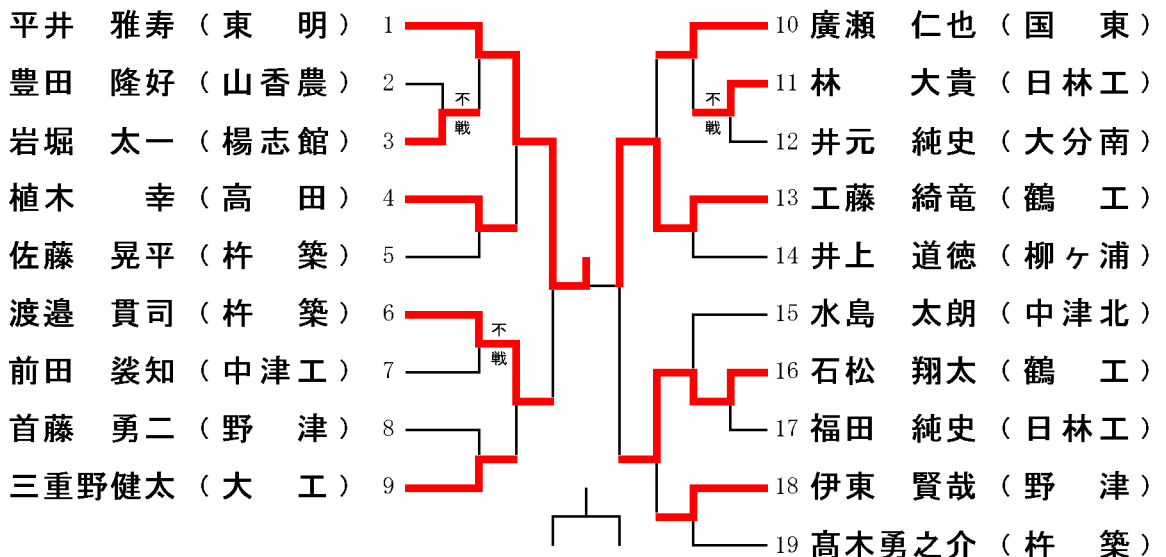 平井 雅寿（東 明） 1
豊田 隆好（山香農） 2
岩堀 太一（楊志館） 3
植木 幸（高 田） 4
佐藤 晃平（杵 築） 5
渡邉 貫司（杵 築） 6
前田 袋知（中津工） 7
首藤 勇二（野 津） 8
三重野健太（大 工） 9
不
戦
不
戦
10 廣瀬 仁也（国 東）
11 林 大貴（日林工）
12 井元 純史（大分南）
13 工藤 綺竜（鶴 工）
14 井上 道徳（柳ヶ浦）
15 水島 太朗（中津北）
16 石松 翔太（鶴 工）
17 福田 純史（日林工）
18 伊東 賢哉（野 津）
19 髙木勇之介（杵 築）
不
戦